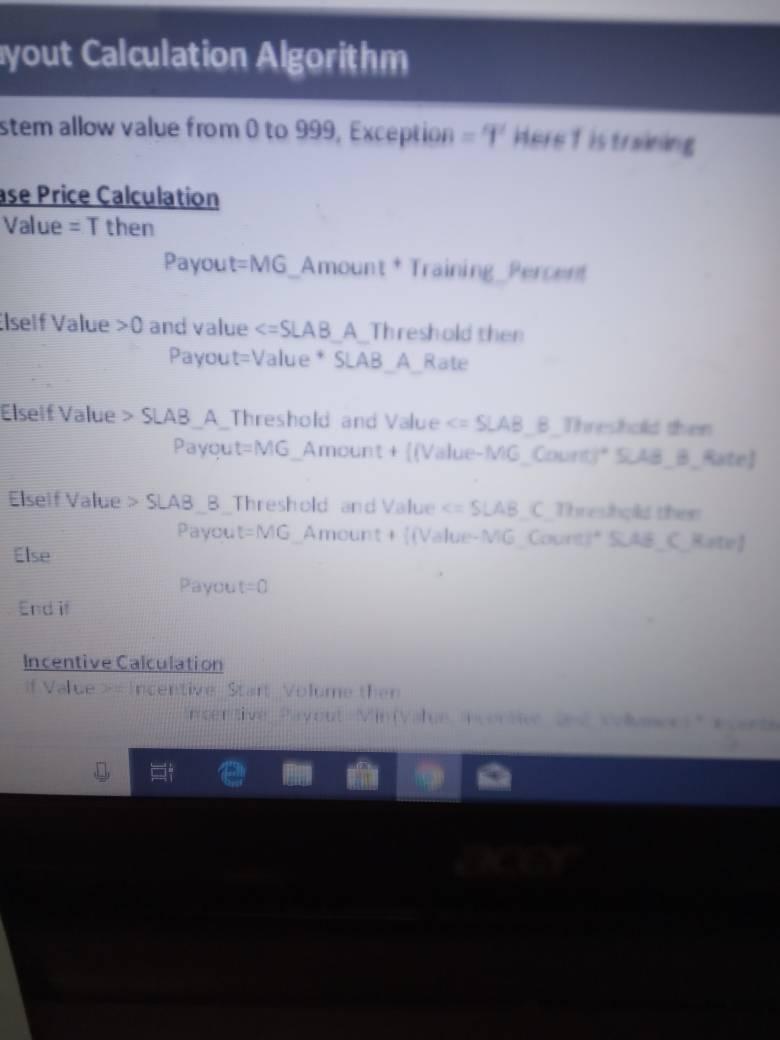 yout Calculation Algorithm
stem allow value from 0 to 999, Exception = 'T' Here T is training
ase Price Calculation
Value = T then
Payout=MG_Amount * Training_Percent
ElseIf Value >0 and value <=SLAB_A_Threshold then
Payout=Value * SLAB_A_Rate
Elseif Value > SLAB_A_Threshold and Value <= SLAB_B_Threshold then
Payout=MG_Amount + [(Value-MG_Count)* SLAB_B_Rate]
Elseif Value > SLAB_B_Threshold and Value <= SLAB_C_Threshold then
Payout=MG_Amount + [(Value-MG_Count)* SLAB_C_Rate]
Else
Payout=0
End if
Incentive Calculation
If Value >= Incentive_Start_Volume then
Incentive_Payout=Min(Value,
acer